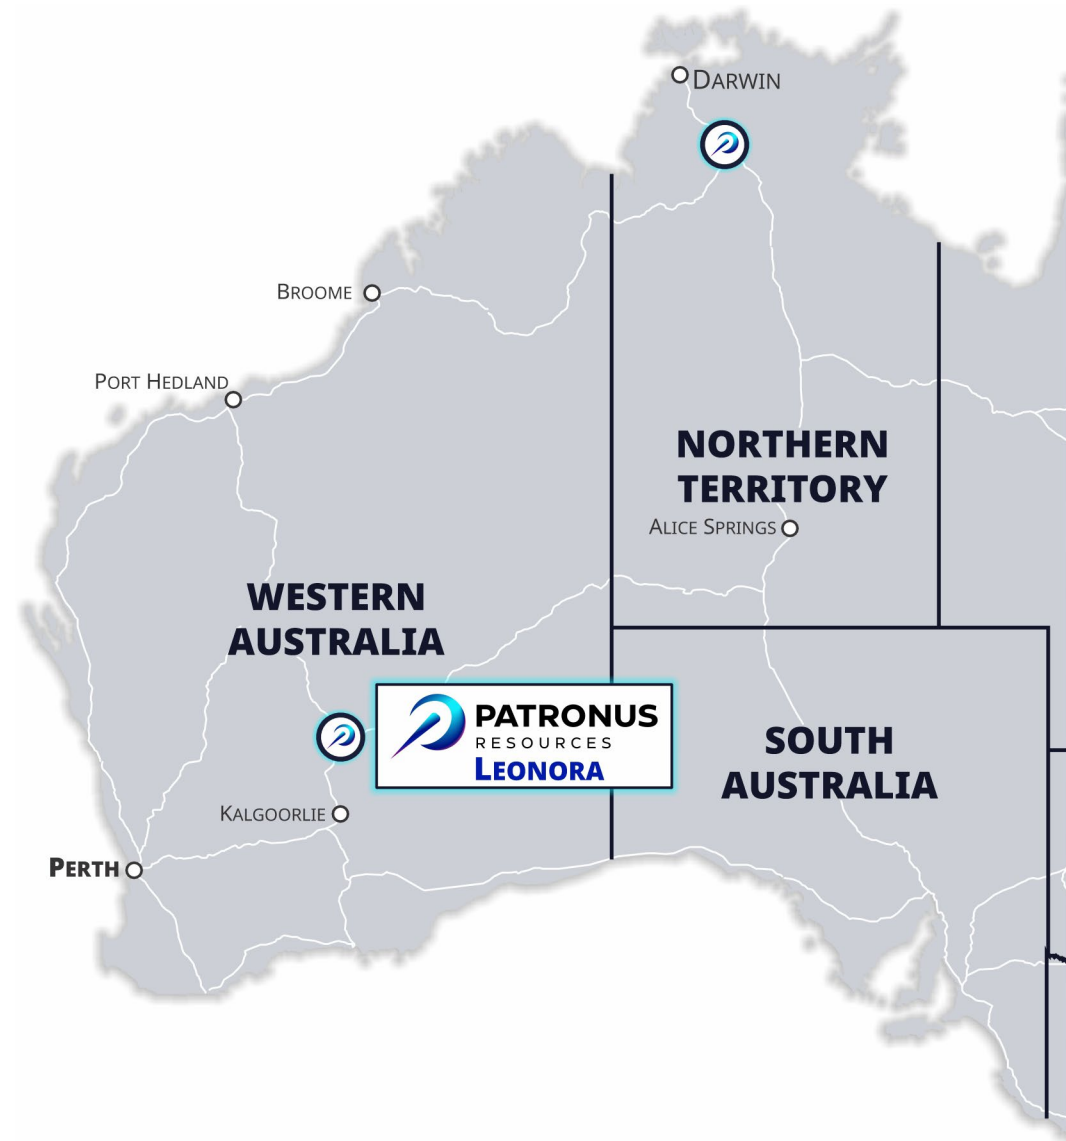 DARWIN
BROOME
PORT HEDLAND
NORTHERN
TERRITORY
ALICE SPRINGS
WESTERN
AUSTRALIA
PATRONUS
RESOURCES
LEONORA
SOUTH
AUSTRALIA
KALGOORLIE
PERTH